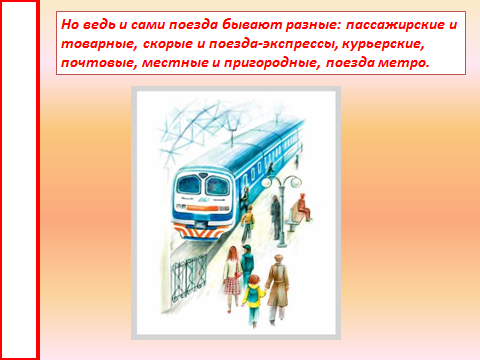 Но ведь и сами поезда бывают разные: пассажирские и
товарные, скорые и поезда-экспрессы, курьерские,
почтовые, местные и пригородные, поезда метро.